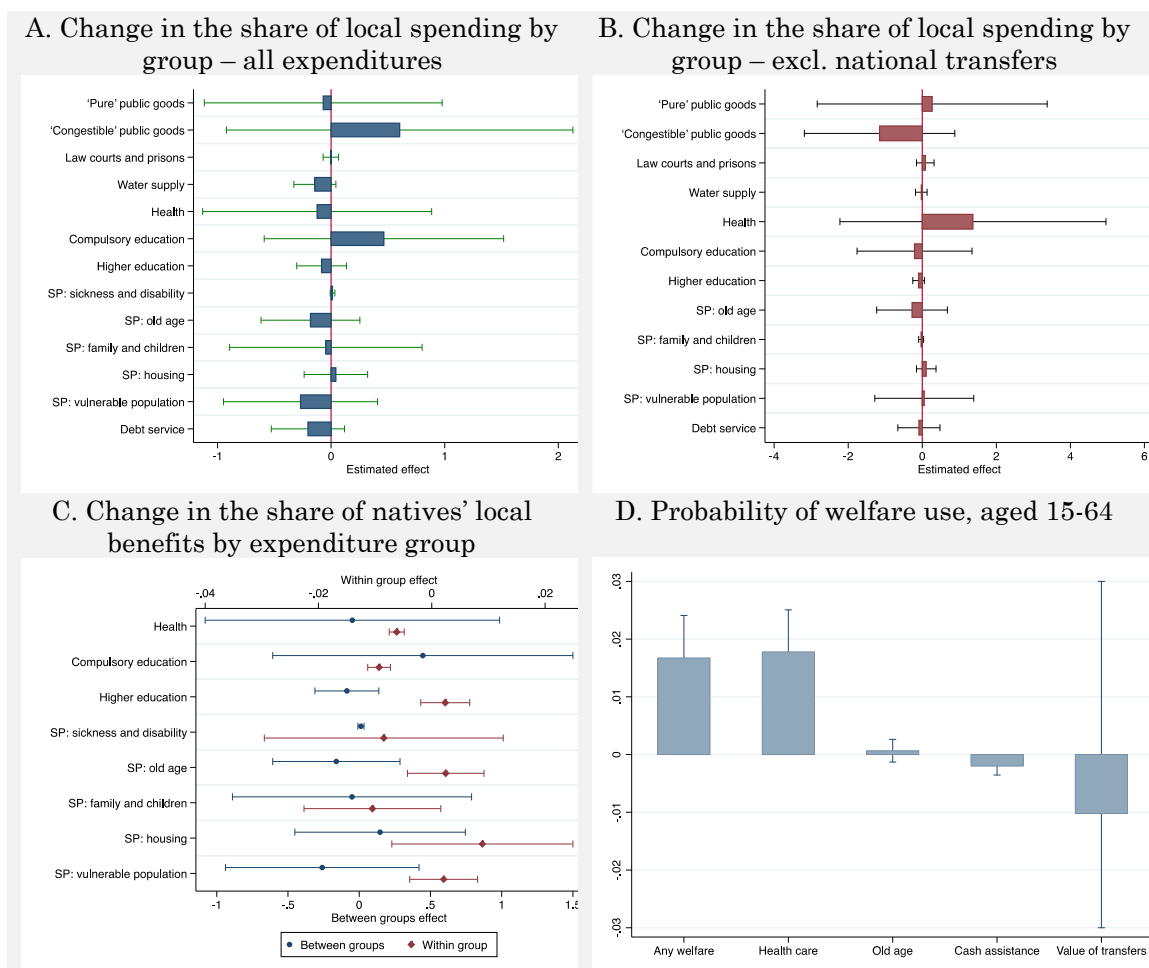 A. Change in the share of local spending by
group – all expenditures
'Pure' public goods
'Congestible' public goods
Law courts and prisons
Water supply
Health
Compulsory education
Higher education
SP: sickness and disability
SP: old age
SP: family and children
SP: housing
SP: vulnerable population
Debt service
-1 0 1 2
Estimated effect
B. Change in the share of local spending by
group – excl. national transfers
'Pure' public goods
'Congestible' public goods
Law courts and prisons
Water supply
Health
Compulsory education
Higher education
SP: old age
SP: family and children
SP: housing
SP: vulnerable population
Debt service
-4 -2 0 2 4 6
Estimated effect
C. Change in the share of natives' local
benefits by expenditure group
Within group effect
-.04 -.02 0 .02
Health
Compulsory education
Higher education
SP: sickness and disability
SP: old age
SP: family and children
SP: housing
SP: vulnerable population
-1 -.5 0 .5 1 1.5
Between groups effect
Between groups Within group
D. Probability of welfare use, aged 15-64
.03
.02
.01
0
-.01
-.02
-.03
Any welfare Health care Old age Cash assistance Value of transfers